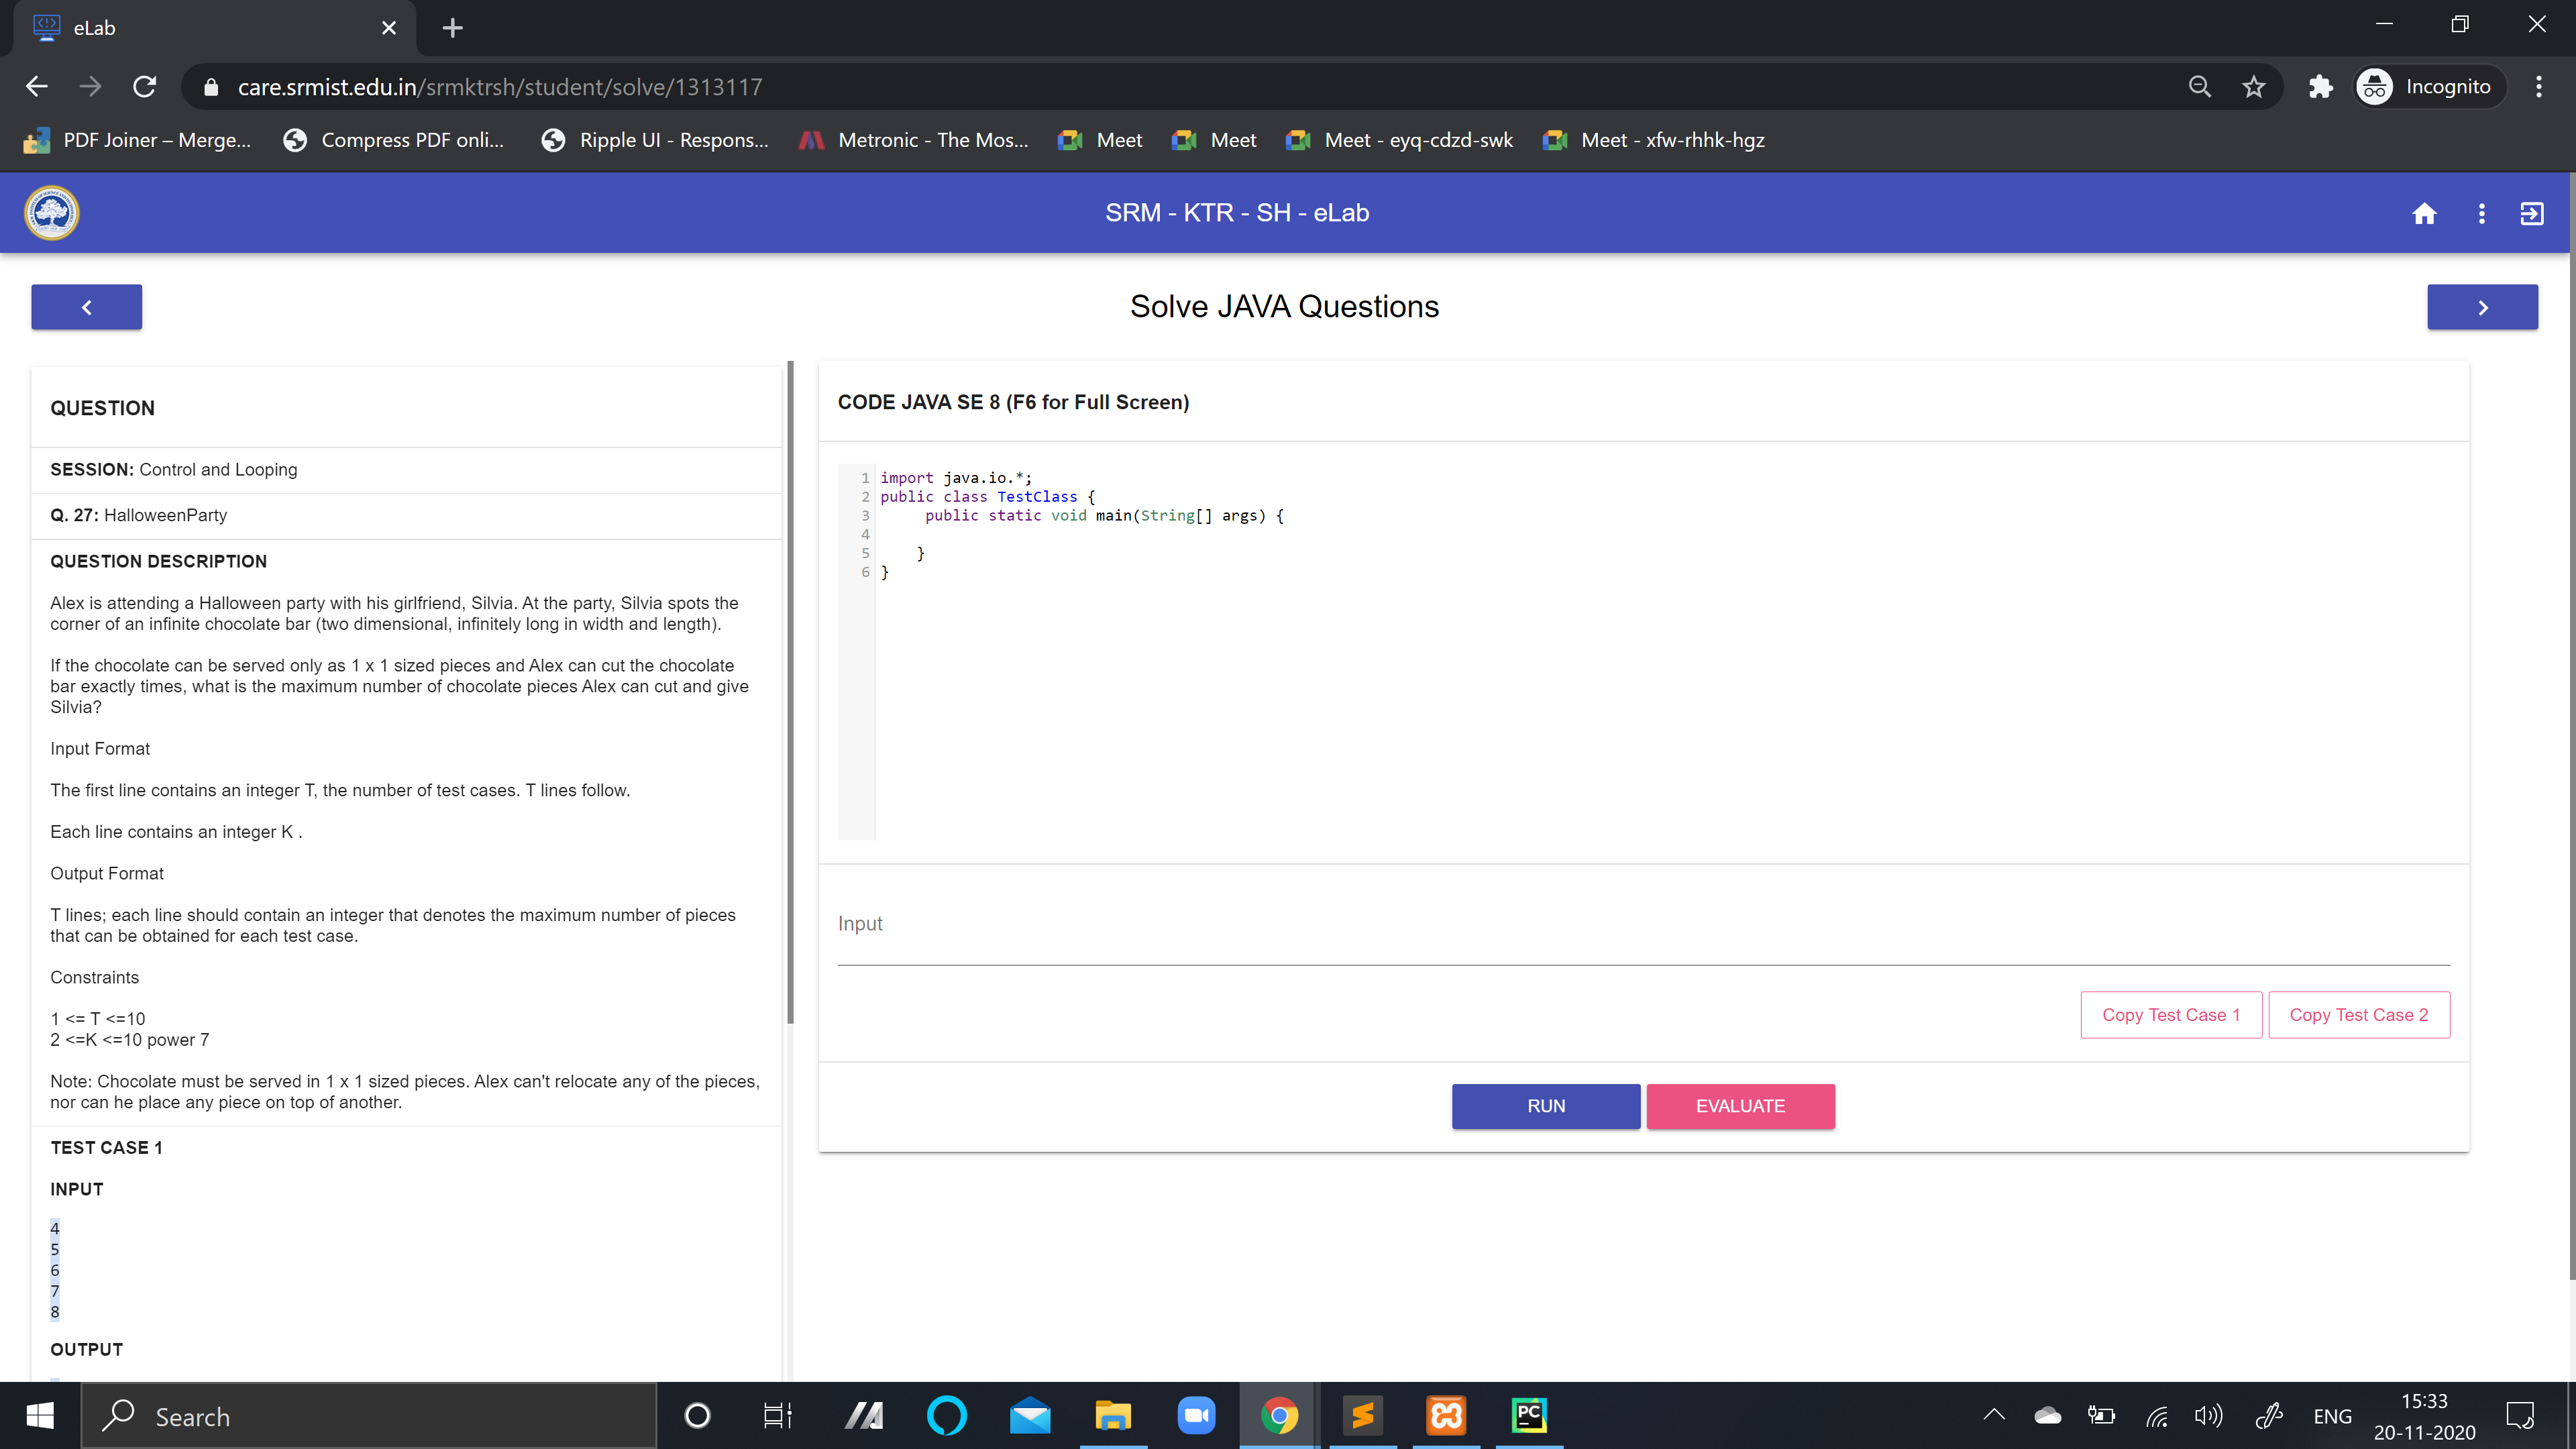 eLab
care.srmist.edu.in/srmktrsh/student/solve/1313117
Incognito
PDF Joiner – Merge...
Compress PDF onli...
Ripple UI - Respons...
Metronic - The Mos...
Meet
Meet
Meet - eyq-cdzd-swk
Meet - xfw-rhhk-hgz
SRM - KTR - SH - eLab
Solve JAVA Questions
QUESTION
SESSION: Control and Looping
Q. 27: HalloweenParty
QUESTION DESCRIPTION
Alex is attending a Halloween party with his girlfriend, Silvia. At the party, Silvia spots the
corner of an infinite chocolate bar (two dimensional, infinitely long in width and length).
If the chocolate can be served only as 1 x 1 sized pieces and Alex can cut the chocolate
bar exactly times, what is the maximum number of chocolate pieces Alex can cut and give
Silvia?
Input Format
The first line contains an integer T, the number of test cases. T lines follow.
Each line contains an integer K .
Output Format
T lines; each line should contain an integer that denotes the maximum number of pieces
that can be obtained for each test case.
Constraints
1 <= T <=10
2 <=K <=10 power 7
Note: Chocolate must be served in 1 x 1 sized pieces. Alex can't relocate any of the pieces,
nor can he place any piece on top of another.
TEST CASE 1
INPUT
4
5
6
7
8
OUTPUT
CODE JAVA SE 8 (F6 for Full Screen)
1 import java.io.*;
2 public class TestClass {
3 public static void main(String[] args) {
4
5 }
6 }
Input
Copy Test Case 1
Copy Test Case 2
RUN
EVALUATE
Search
PC
ENG
15:33
20-11-2020